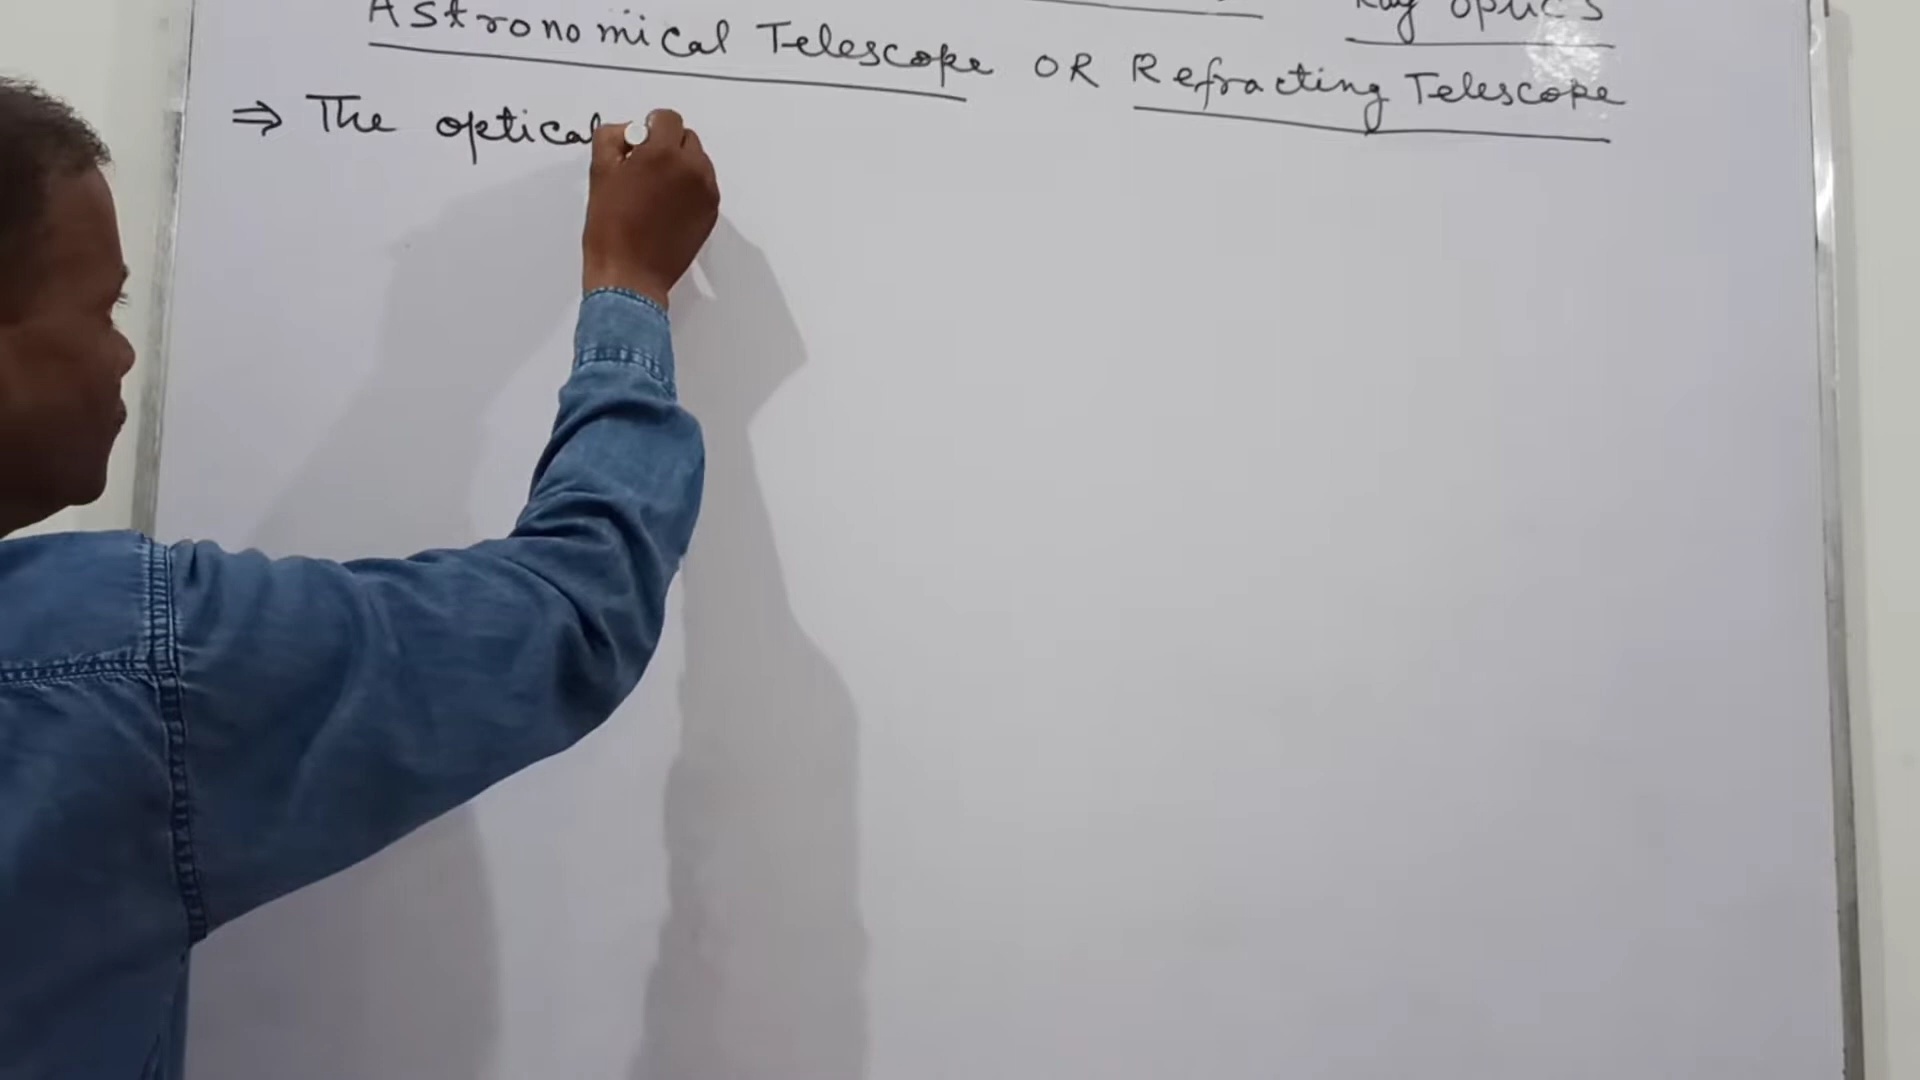 Ray optics
Astronomical Telescope OR Refracting Telescope
⇒ The optical